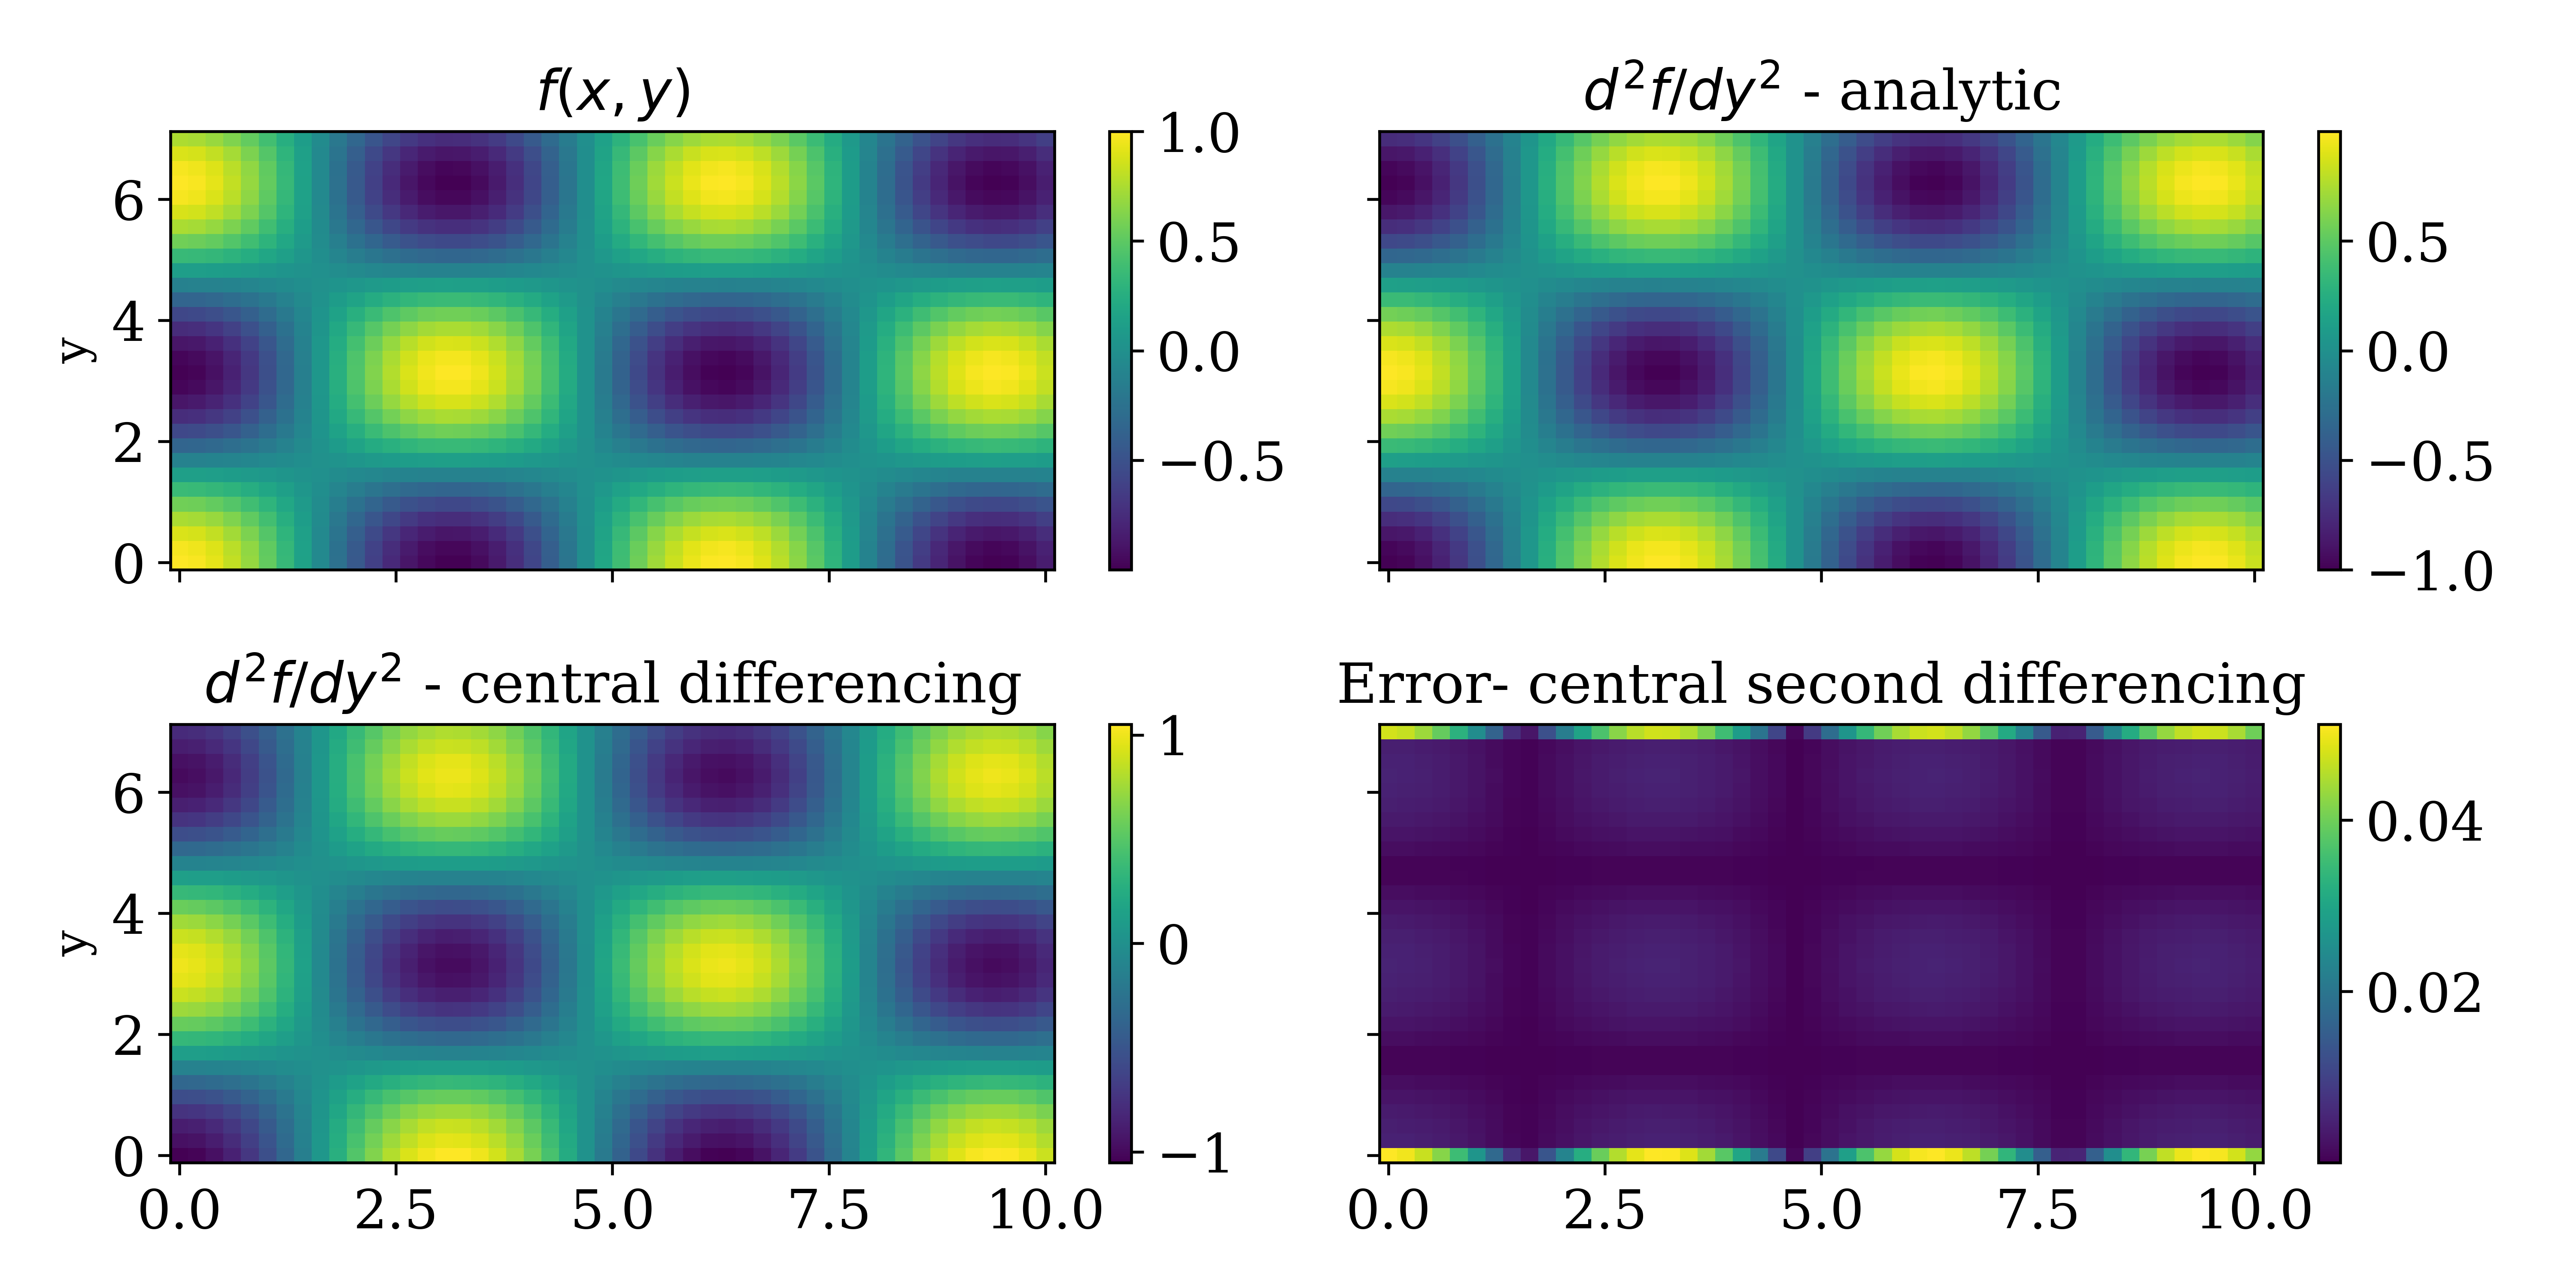 f(x, y)
d²f/dy² - analytic
1.0
0.5
0.0
−0.5
y
6
4
2
0
0.5
0.0
−0.5
−1.0
d²f/dy² - central differencing
Error- central second differencing
y
6
4
2
0
1
0
−1
0.04
0.02
0.0 2.5 5.0 7.5 10.0
0.0 2.5 5.0 7.5 10.0